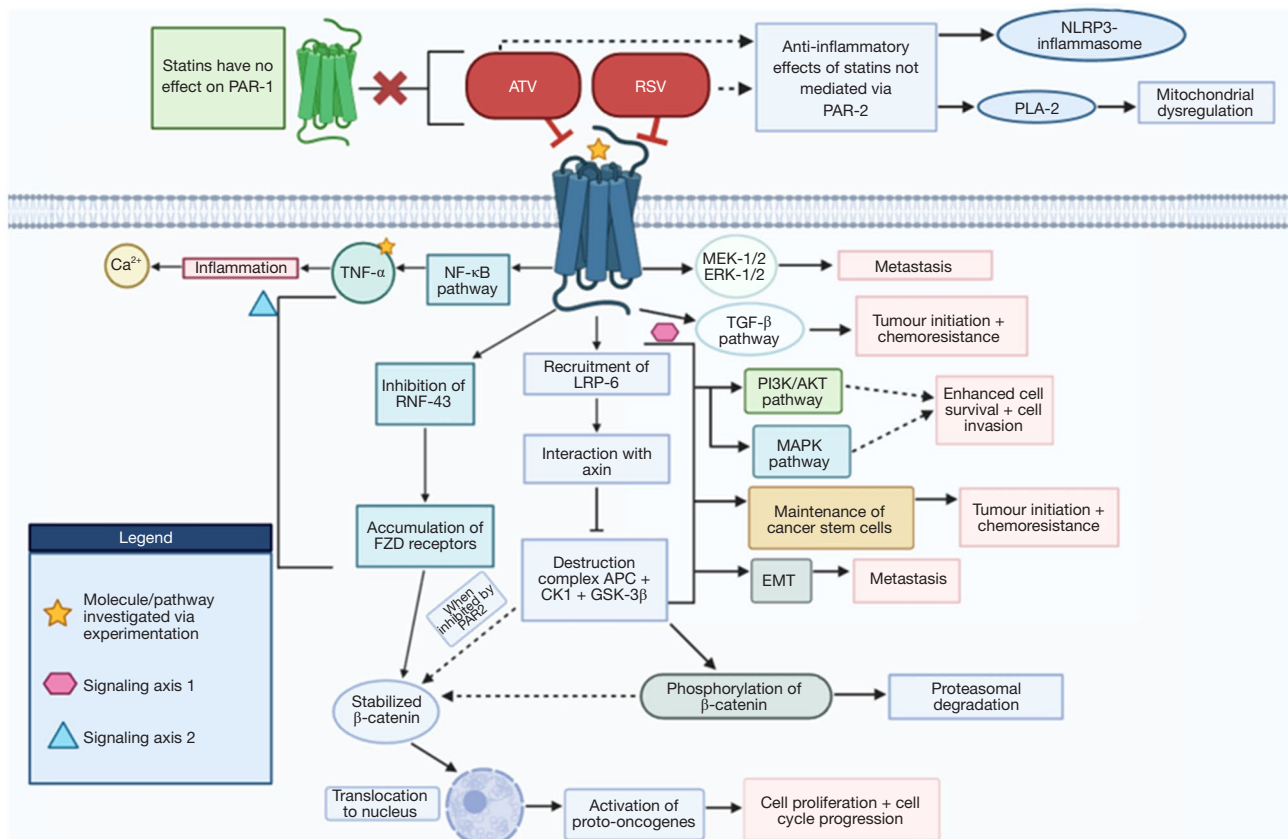 Statins have no
effect on PAR-1
ATV
RSV
Anti-inflammatory
effects of statins not
mediated via
PAR-2
NLRP3-
inflammasome
PLA-2
Mitochondrial
dysregulation
Ca²⁺
Inflammation
TNF-α
NF-κB
pathway
MEK-1/2
ERK-1/2
Metastasis
TGF-β
pathway
Tumour initiation +
chemoresistance
Inhibition of
RNF-43
Recruitment of
LRP-6
PI3K/AKT
pathway
Enhanced cell
survival + cell
invasion
MAPK
pathway
Interaction with
axin
Accumulation of
FZD receptors
Maintenance of
cancer stem cells
Tumour initiation +
chemoresistance
Destruction
complex APC +
CK1 + GSK-3β
EMT
Metastasis
When
inhibited by
PAR2
Stabilized
β-catenin
Phosphorylation of
β-catenin
Proteasomal
degradation
Translocation
to nucleus
Activation of
proto-oncogenes
Cell proliferation + cell
cycle progression
Legend
Molecule/pathway
investigated via
experimentation
Signaling axis 1
Signaling axis 2